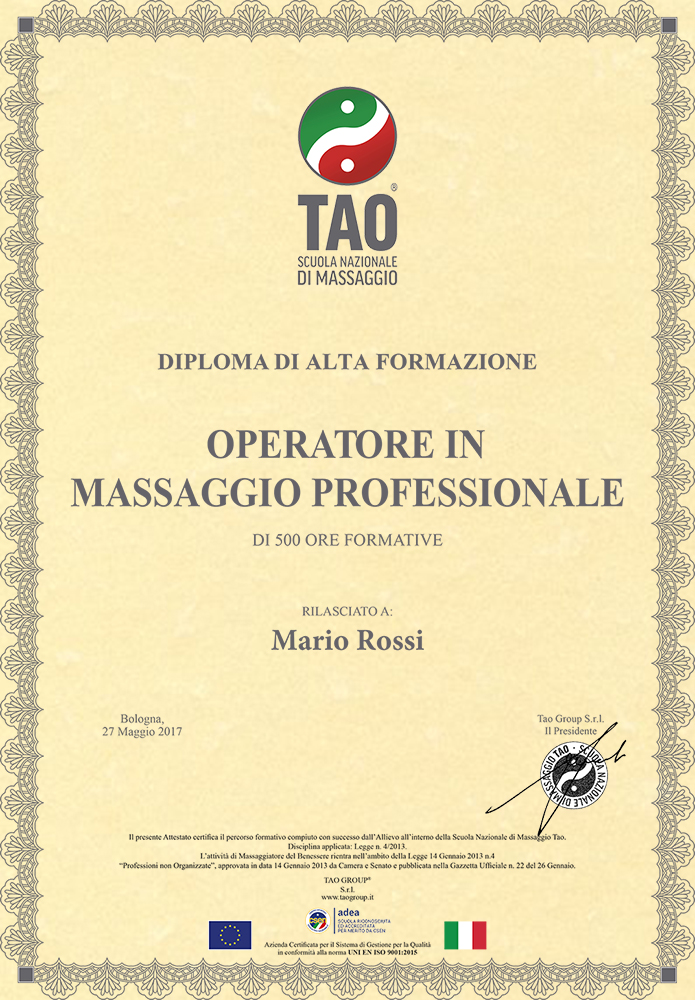 TAO®
SCUOLA NAZIONALE
DI MASSAGGIO
DIPLOMA DI ALTA FORMAZIONE
OPERATORE IN
MASSAGGIO PROFESSIONALE
DI 500 ORE FORMATIVE
RILASCIATO A:
Mario Rossi
Bologna,
27 Maggio 2017
Tao Group S.r.l.
Il Presidente
SCUOLA NAZIONALE DI MASSAGGIO TAO
Il presente Attestato certifica il percorso formativo compiuto con successo dall'Allievo all'interno della Scuola Nazionale di Massaggio Tao.
Disciplina applicata: Legge n. 4/2013.
L'attività di Massaggiatore del Benessere rientra nell'ambito della Legge 14 Gennaio 2013 n.4
"Professioni non Organizzate", approvata in data 14 Gennaio 2013 da Camera e Senato e pubblicata nella Gazzetta Ufficiale n. 22 del 26 Gennaio.
TAO GROUP®
S.r.l.
www.taogroup.it
csen
adea
SCUOLA RICONOSCIUTA
ED ACCREDITATA
PER MERITO DA CSEN
Azienda Certificata per il Sistema di Gestione per la Qualità
in conformità alla norma UNI EN ISO 9001:2015